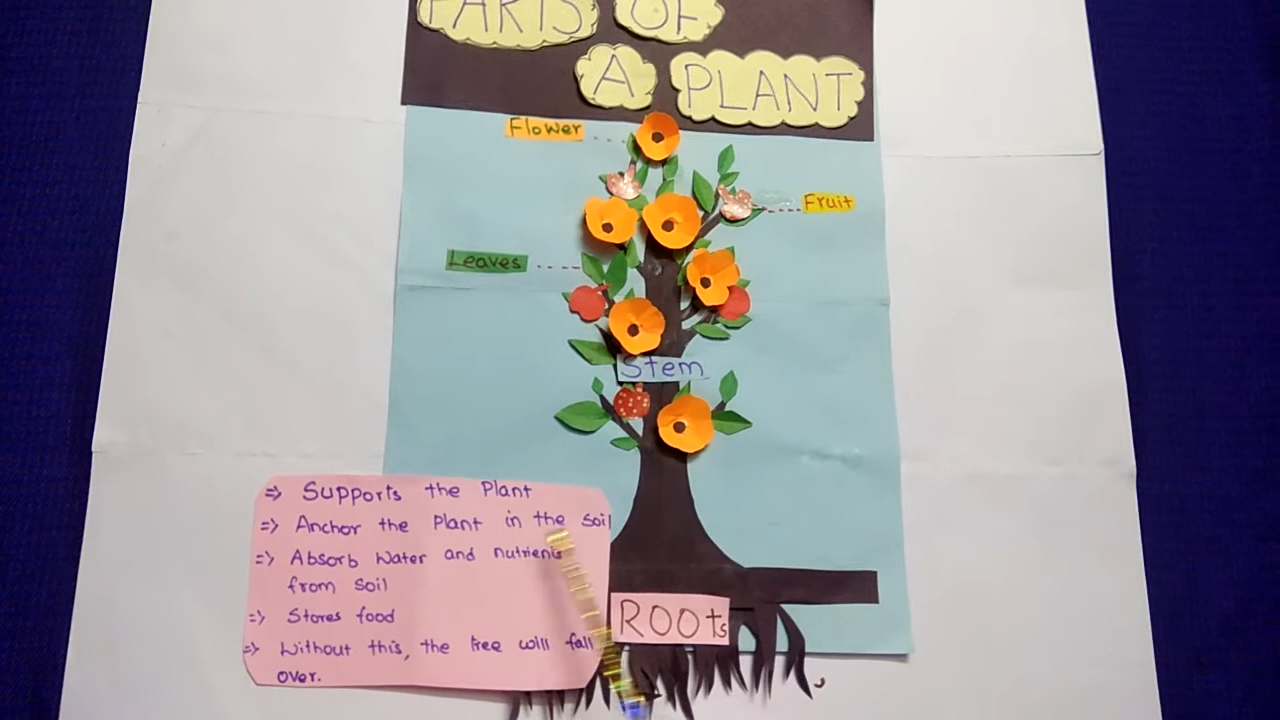 PARTS OF
A PLANT
Flower
Fruit
Leaves
Stem
⇒ Supports the Plant
⇒ Anchor the Plant in the Soil
⇒ Absorb Water and nutrients
from Soil
⇒ Stores food
⇒ Without this, the tree will fall
over.
ROOts